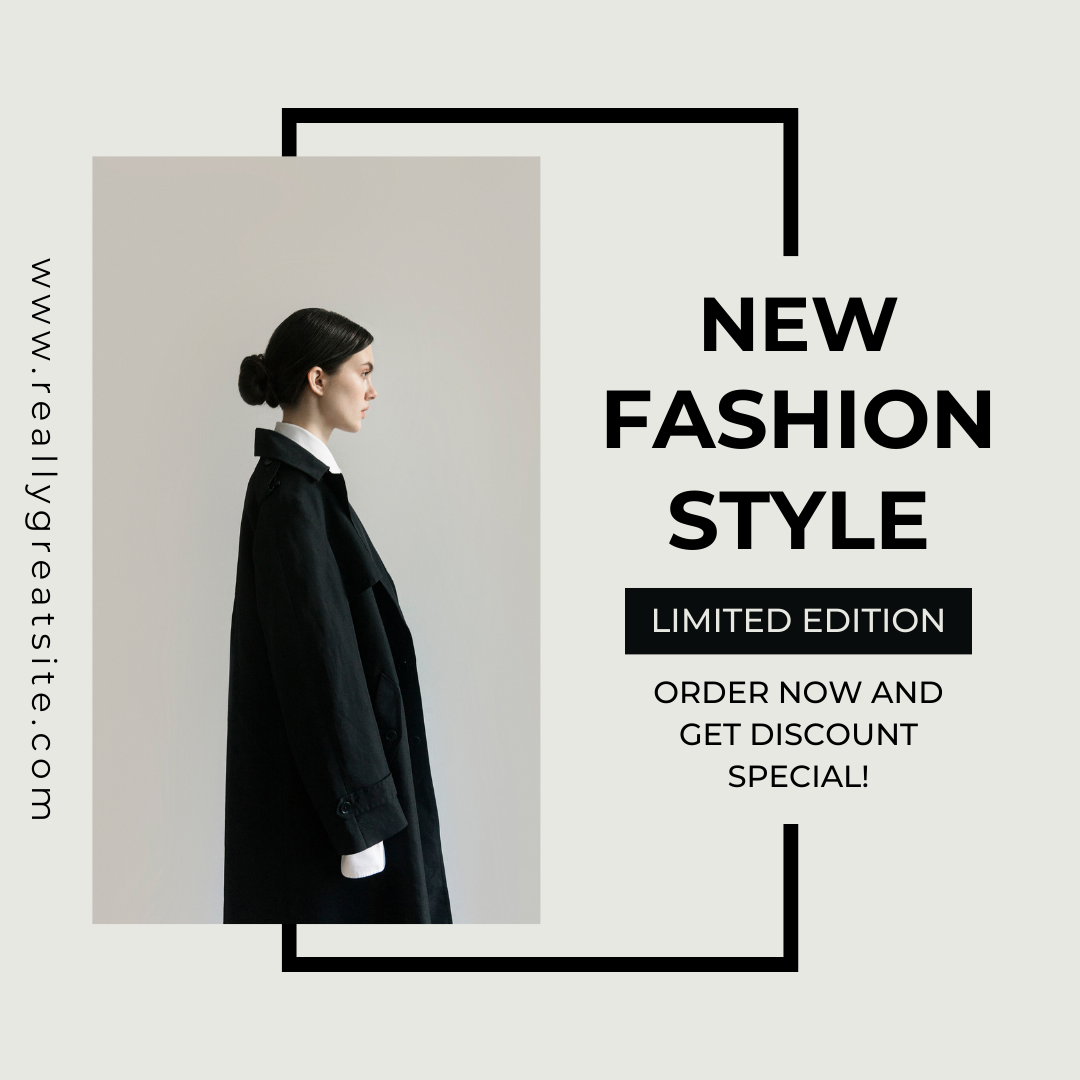 www.reallygreatsite.com
NEW
FASHION
STYLE
LIMITED EDITION
ORDER NOW AND
GET DISCOUNT
SPECIAL!